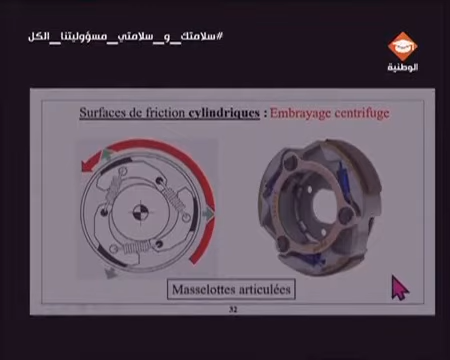 #سلامتك_و_سلامتي_مسؤوليتنا_الكل
الوطنية
Surfaces de friction cylindriques : Embrayage centrifuge
Masselottes articulées
32